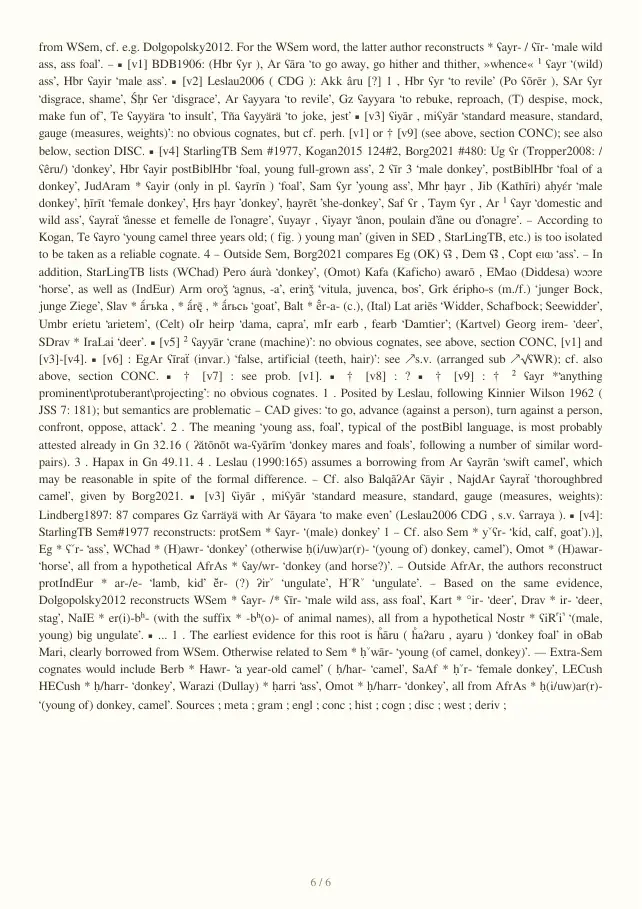 from WSem, cf. e.g. Dolgopolsky2012. For the WSem word, the latter author reconstructs * ʕayr- / ʕīr- ‘male wild
ass, ass foal’. – ▪ [v1] BDB1906: (Hbr ʕyr ), Ar ʕāra ‘to go away, go hither and thither, »whence« ¹ ʕayr ‘(wild)
ass’, Hbr ʕayir ‘male ass’. ▪ [v2] Leslau2006 ( CDG ): Akk âru [?] 1 , Hbr ʕyr ‘to revile’ (Po ʕōrēr ), SAr ʕyr
‘disgrace, shame’, Śḥr ʕer ‘disgrace’, Ar ʕayyara ‘to revile’, Gz ʕayyara ‘to rebuke, reproach, (T) despise, mock,
make fun of’, Te ʕayyära ‘to insult’, Tña ʕayyärä ‘to joke, jest’ ▪ [v3] ʕiyār , miʕyār ‘standard measure, standard,
gauge (measures, weights)’: no obvious cognates, but cf. perh. [v1] or † [v9] (see above, section CONC); see also
below, section DISC. ▪ [v4] StarlingTB Sem #1977, Kogan2015 124#2, Borg2021 #480: Ug ʕr (Tropper2008: /
ʕêru/) ‘donkey’, Hbr ʕayir postBiblHbr ‘foal, young full-grown ass’, 2 ʕīr 3 ‘male donkey’, postBiblHbr ‘foal of a
donkey’, JudAram * ʕayir (only in pl. ʕayrīn ) ‘foal’, Sam ʕyr ’young ass’, Mhr ḥayr , Jib (Kathīri) aḥyɛ́r ‘male
donkey’, ḥīrīt ‘female donkey’, Ḥrs ḥayr ’donkey’, ḥayrēt ’she-donkey’, Saf ʕr , Taym ʕyr , Ar ¹ ʕayr ‘domestic and
wild ass’, ʕayraẗ ‘ânesse et femelle de l’onagre’, ʕuyayr , ʕiyayr ‘ânon, poulain d’âne ou d’onagre’. – According to
Kogan, Te ʕayro ‘young camel three years old; ( fig. ) young man’ (given in SED , StarLingTB, etc.) is too isolated
to be taken as a reliable cognate. 4 – Outside Sem, Borg2021 compares Eg (OK) ꜥꜣ , Dem ꜥꜣ , Copt ⲉⲓⲱ ‘ass’. – In
addition, StarLingTB lists (WChad) Pero áurà ‘donkey’, (Omot) Kafa (Kaficho) awarō , EMao (Diddesa) wɔɔre
‘horse’, as well as (IndEur) Arm oroǯ ‘agnus, -a’, erinǯ ‘vitula, juvenca, bos’, Grk éripho-s (m./f.) ‘junger Bock,
junge Ziege’, Slav * ārьka , * ārę̄ , * ārьcь ‘goat’, Balt * ẽr-a- (c.), (Ital) Lat ariēs ‘Widder, Schafbock; Seewidder’,
Umbr erietu ‘arietem’, (Celt) oIr heirp ‘dama, capra’, mIr earb , fearb ‘Damtier’; (Kartvel) Georg irem- ‘deer’,
SDrav * IraLai ‘deer’. ▪ [v5] ² ʕayyār ‘crane (machine)’: no obvious cognates, see above, section CONC, [v1] and
[v3]-[v4]. ▪ [v6] : EgAr ʕīraẗ (invar.) ‘false, artificial (teeth, hair)’: see ↗s.v. (arranged sub ↗√ʕWR); cf. also
above, section CONC. ▪ † [v7] : see prob. [v1]. ▪ † [v8] : ? ▪ † [v9] : † ² ʕayr *‘anything
prominent\protuberant\projecting’: no obvious cognates. 1 . Posited by Leslau, following Kinnier Wilson 1962 (
JSS 7: 181); but semantics are problematic – CAD gives: ‘to go, advance (against a person), turn against a person,
confront, oppose, attack’. 2 . The meaning ‘young ass, foal’, typical of the postBibl language, is most probably
attested already in Gn 32.16 ( ʔătōnōt wa-ʕyārīm ‘donkey mares and foals’, following a number of similar word-
pairs). 3 . Hapax in Gn 49.11. 4 . Leslau (1990:165) assumes a borrowing from Ar ʕayrān ‘swift camel’, which
may be reasonable in spite of the formal difference. – Cf. also BalqāʔAr ʕāyir , NajdAr ʕayraẗ ‘thoroughbred
camel’, given by Borg2021. ▪ [v3] ʕiyār , miʕyār ‘standard measure, standard, gauge (measures, weights):
Lindberg1897: 87 compares Gz ʕarräyä with Ar ʕāyara ‘to make even’ (Leslau2006 CDG , s.v. ʕarraya ). ▪ [v4]:
StarlingTB Sem#1977 reconstructs: protSem * ʕayr- ‘(male) donkey’ 1 – Cf. also Sem * yˇʕr- ‘kid, calf, goat’).)],
Eg * ʕˇr- ‘ass’, WChad * (H)awr- ‘donkey’ (otherwise ḥ(i/uw)ar(r)- ‘(young of) donkey, camel’), Omot * (H)awar-
‘horse’, all from a hypothetical AfrAs * ʕay/wr- ‘donkey (and horse?)’. – Outside AfrAr, the authors reconstruct
protIndEur * ar-/e- ‘lamb, kid’ ĕr- (?) ʔirˇ ‘ungulate’, HˇRˇ ‘ungulate’. – Based on the same evidence,
Dolgopolsky2012 reconstructs WSem * ʕayr- /* ʕīr- ‘male wild ass, ass foal’, Kart * °ir- ‘deer’, Drav * ir- ‘deer,
stag’, NaIE * er(i)-bʰ- (with the suffix * -bʰ(o)- of animal names), all from a hypothetical Nostr ‘(male,
young) big ungulate’. ▪ ... 1 . The earliest evidence for this root is ( ḫaʔaru , ayaru ) ‘donkey foal’ in oBab
Mari, clearly borrowed from WSem. Otherwise related to Sem * ḥˇwār- ‘young (of camel, donkey)’. — Extra-Sem
cognates would include Berb * Hawr- ‘a year-old camel’ ( ḥ/har- ‘camel’, SaAf * ḥˇr- ‘female donkey’, LECush
HECush * ḥ/harr- ‘donkey’, Warazi (Dullay) * ḥarri ‘ass’, Omot * ḥ/harr- ‘donkey’, all from AfrAs * ḥ(i/uw)ar(r)-
‘(young of) donkey, camel’. Sources ; meta ; gram ; engl ; conc ; hist ; cogn ; disc ; west ; deriv ;
6 / 6